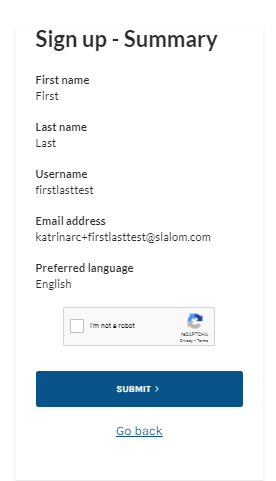 Sign up - Summary
First name
First
Last name
Last
Username
firstlasttest
Email address
katrinarc+firstlasttest@slalom.com
Preferred language
English
I'm not a robot
reCAPTCHA
Privacy - Terms
SUBMIT >
Go back